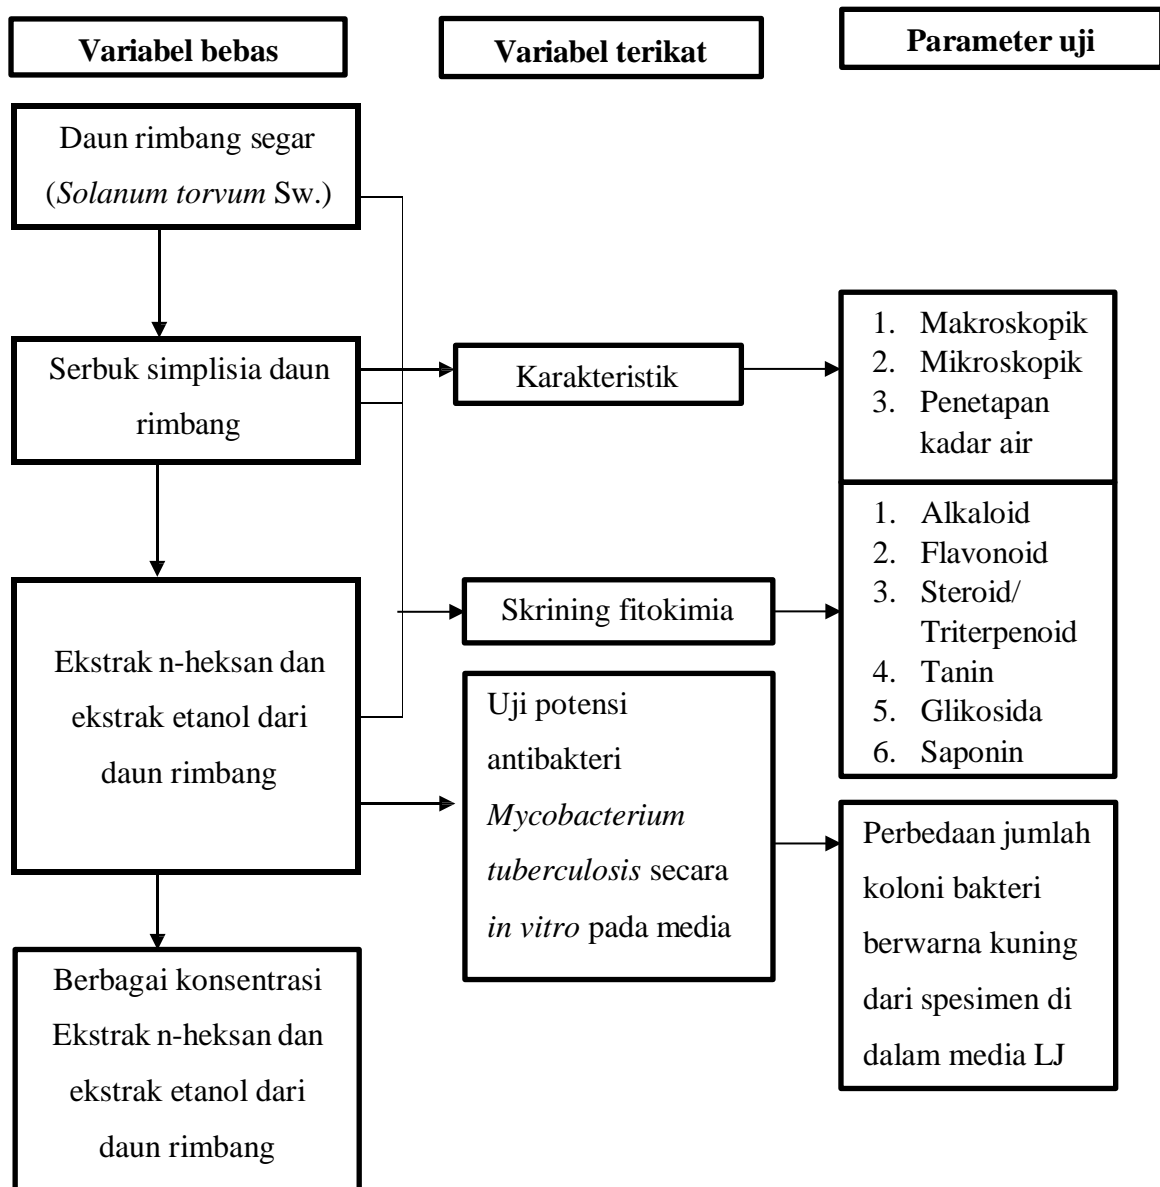 Variabel bebas
Variabel terikat
Parameter uji
Daun rimbang segar
(Solanum torvum Sw.)
Serbuk simplisia daun
rimbang
Karakteristik
1. Makroskopik
2. Mikroskopik
3. Penetapan
kadar air
Ekstrak n-heksan dan
ekstrak etanol dari
daun rimbang
Skrining fitokimia
1. Alkaloid
2. Flavonoid
3. Steroid/
Triterpenoid
4. Tanin
5. Glikosida
6. Saponin
Uji potensi
antibakteri
Mycobacterium
tuberculosis secara
in vitro pada media
Perbedaan jumlah
koloni bakteri
berwarna kuning
dari spesimen di
dalam media LJ
Berbagai konsentrasi
Ekstrak n-heksan dan
ekstrak etanol dari
daun rimbang